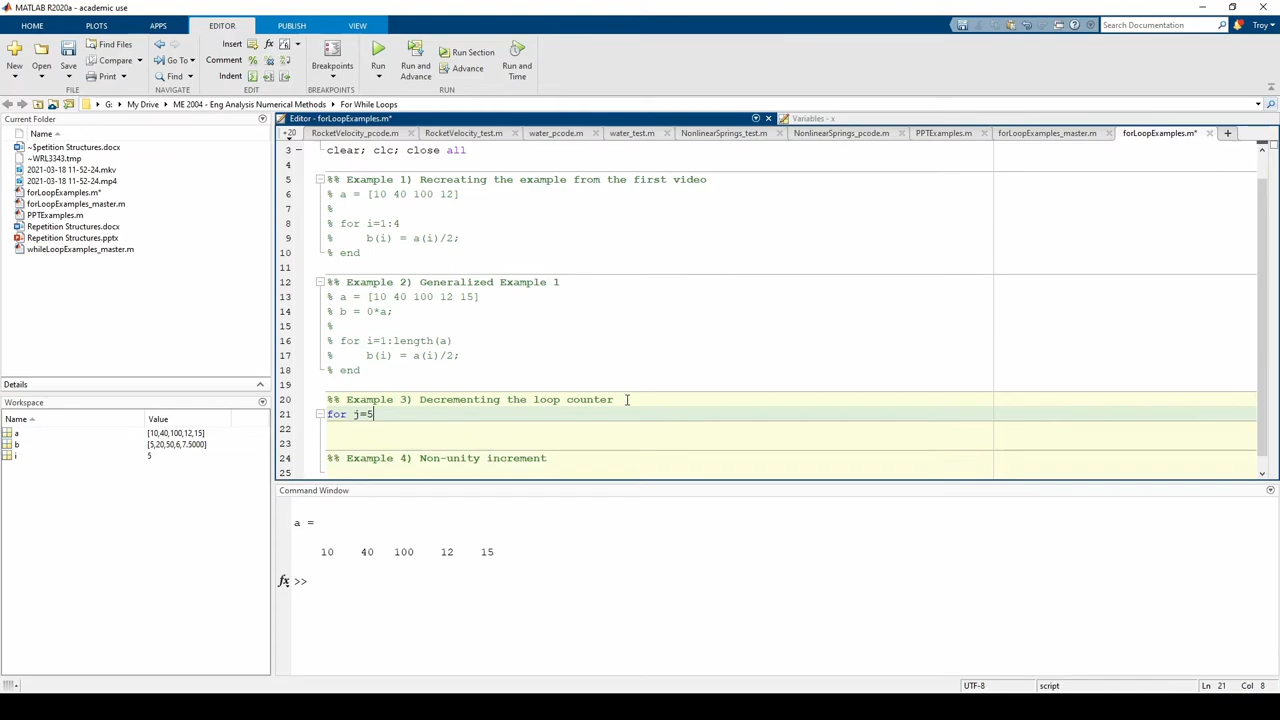 MATLAB R2020a - academic use
HOME PLOTS APPS EDITOR PUBLISH VIEW Search Documentation Troy
New Open Save Find Files Compare Print Go To Find Insert Comment Indent Breakpoints Run Run and Advance Run Section Advance Run and Time
FILE NAVIGATE EDIT BREAKPOINTS RUN
G: My Drive ME 2004 - Eng Analysis Numerical Methods For While Loops
Current Folder
Name
~$petition Structures.docx
~WRL3343.tmp
2021-03-18 11-52-24.mkv
2021-03-18 11-52-24.mp4
forLoopExamples.m*
forLoopExamples_master.m
PPTExamples.m
Repetition Structures.docx
Repetition Structures.pptx
whileLoopExamples_master.m
Details
Workspace
Name Value
a [10,40,100,12,15]
b [5,20,50,6,7.5000]
i 5
Editor - forLoopExamples.m* Variables - x
+20 RocketVelocity_pcode.m RocketVelocity_test.m water_pcode.m water_test.m NonlinearSprings_test.m NonlinearSprings_pcode.m PPTExamples.m forLoopExamples_master.m forLoopExamples.m*
3 clear; clc; close all
4
5 %% Example 1) Recreating the example from the first video
6 % a = [10 40 100 12]
7 %
8 % for i=1:4
9 % b(i) = a(i)/2;
10 % end
11
12 %% Example 2) Generalized Example 1
13 % a = [10 40 100 12 15]
14 % b = 0*a;
15 %
16 % for i=1:length(a)
17 % b(i) = a(i)/2;
18 % end
19
20 %% Example 3) Decrementing the loop counter
21 for j=5
22
23
24 %% Example 4) Non-unity increment
25
Command Window
a =
10 40 100 12 15
fx >>
UTF-8 script Ln 21 Col 8